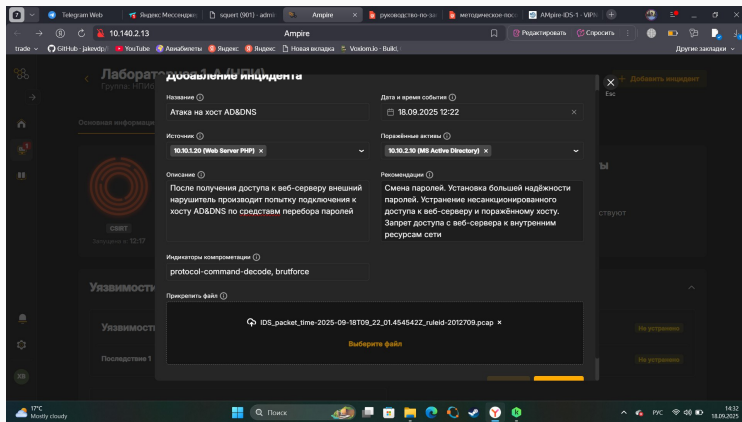 Telegram Web
Яндекс Мессенджер
squert (901) - admi
Ampire
руководство-по-за
методическое-посо
AMpire-IDS-1 - ViPN
10.140.2.13
Ampire
Редактировать
Спросить
trade
GitHub - jakevdp/
YouTube
Авиабилеты
Яндекс
Яндекс
Новая вкладка
Voxiom.io - Build,
Другие закладки
Группа: НПИб
Добавить инцидент
Добавление инцидента
Esc
Название
Атака на хост AD&DNS
Дата и время события
18.09.2025 12:22
Основная информаци
Источник
10.10.1.20 (Web Server PHP) ×
Поражённые активы
10.10.2.10 (MS Active Directory) ×
Описание
После получения доступа к веб-серверу внешний
нарушитель производит попытку подключения к
хосту AD&DNS по средствам перебора паролей
Рекомендации
Смена паролей. Установка большей надёжности
паролей. Устранение несанкционированного
доступа к веб-серверу и поражённому хосту.
Запрет доступа с веб-сервера к внутренним
ресурсам сети
ствуют
12:17
Индикаторы компрометации
protocol-command-decode, brutforce
Прикрепить файл
IDS_packet_time-2025-09-18T09_22_01.454542Z_ruleid-2012709.pcap ×
Выберите файл
Уязвимости
Уязвимост
Не устранено
Последствие 1
Не устранено
17°C
Mostly cloudy
Поиск
РУС
14:32
18.09.2025